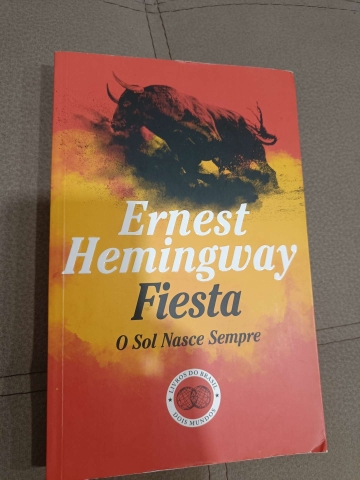 Ernest
Hemingway
Fiesta
O Sol Nasce Sempre
LIVROS DO BRASIL
DOIS MUNDOS